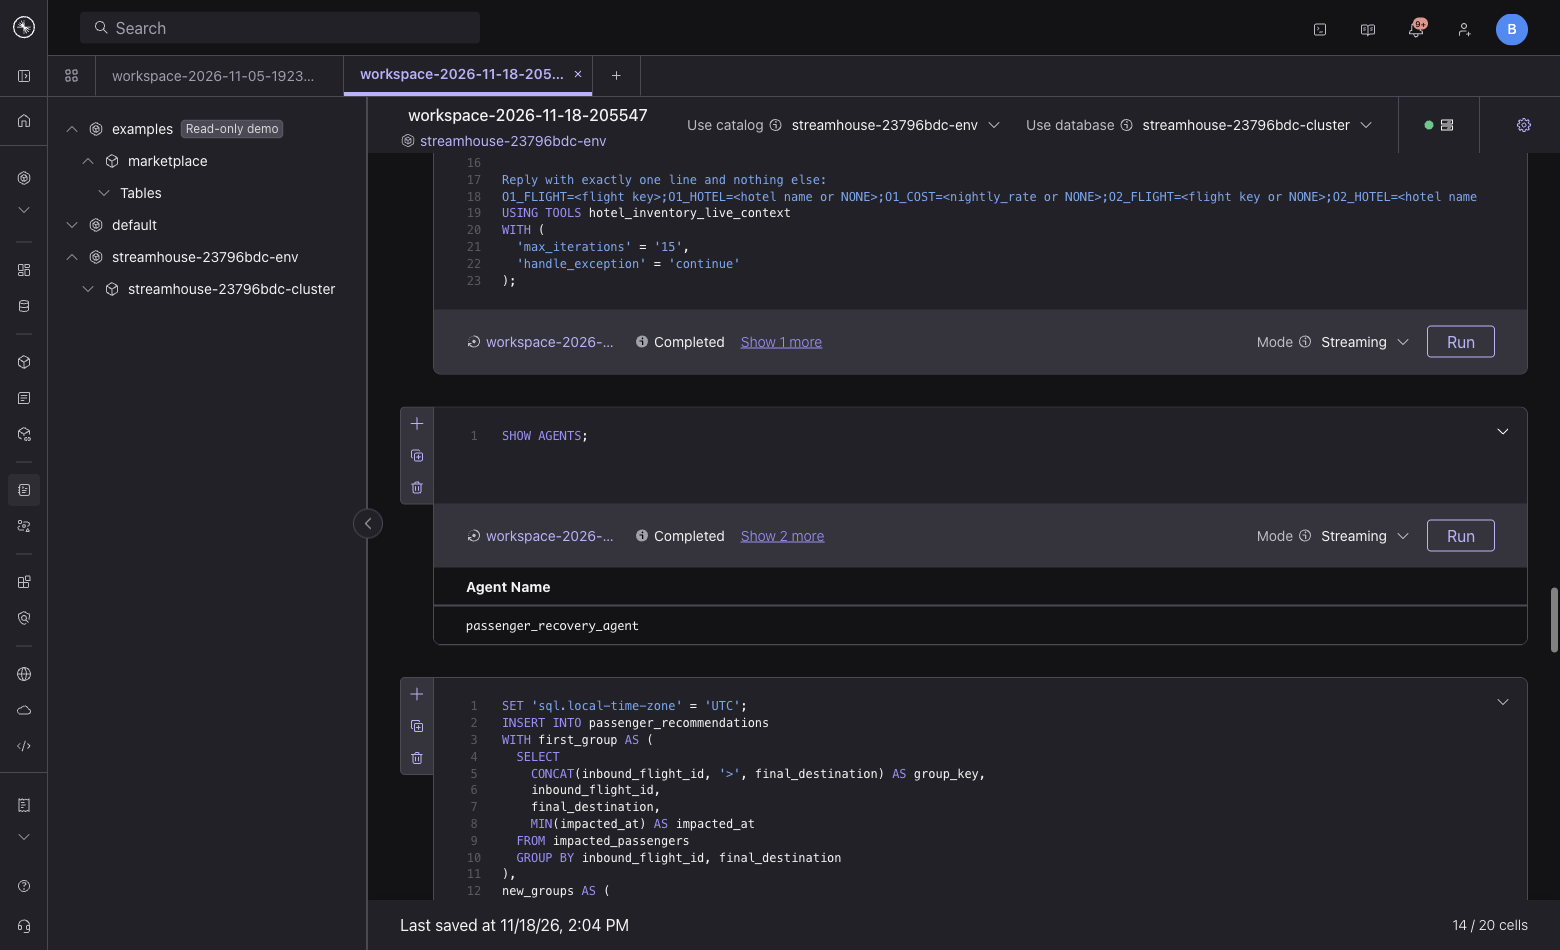 Search
9+
B
workspace-2026-11-05-1923...
workspace-2026-11-18-205...
examples Read-only demo
marketplace
Tables
default
streamhouse-23796bdc-env
streamhouse-23796bdc-cluster
workspace-2026-11-18-205547
streamhouse-23796bdc-env
Use catalog streamhouse-23796bdc-env
Use database streamhouse-23796bdc-cluster
16
17 Reply with exactly one line and nothing else:
18 O1_FLIGHT=<flight key>;O1_HOTEL=<hotel name or NONE>;O1_COST=<nightly_rate or NONE>;O2_FLIGHT=<flight key or NONE>;O2_HOTEL=<hotel name
19 USING TOOLS hotel_inventory_live_context
20 WITH (
21 'max_iterations' = '15',
22 'handle_exception' = 'continue'
23 );
workspace-2026-... Completed Show 1 more Mode Streaming Run
1 SHOW AGENTS;
workspace-2026-... Completed Show 2 more Mode Streaming Run
Agent Name
passenger_recovery_agent
1 SET 'sql.local-time-zone' = 'UTC';
2 INSERT INTO passenger_recommendations
3 WITH first_group AS (
4 SELECT
5 CONCAT(inbound_flight_id, '>', final_destination) AS group_key,
6 inbound_flight_id,
7 final_destination,
8 MIN(impacted_at) AS impacted_at
9 FROM impacted_passengers
10 GROUP BY inbound_flight_id, final_destination
11 ),
12 new_groups AS (
Last saved at 11/18/26, 2:04 PM
14 / 20 cells